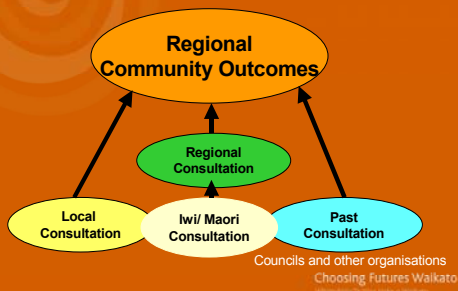 Regional
Community Outcomes
Regional
Consultation
Local
Consultation
Iwi/ Maori
Consultation
Past
Consultation
Councils and other organisations
Choosing Futures Waikato